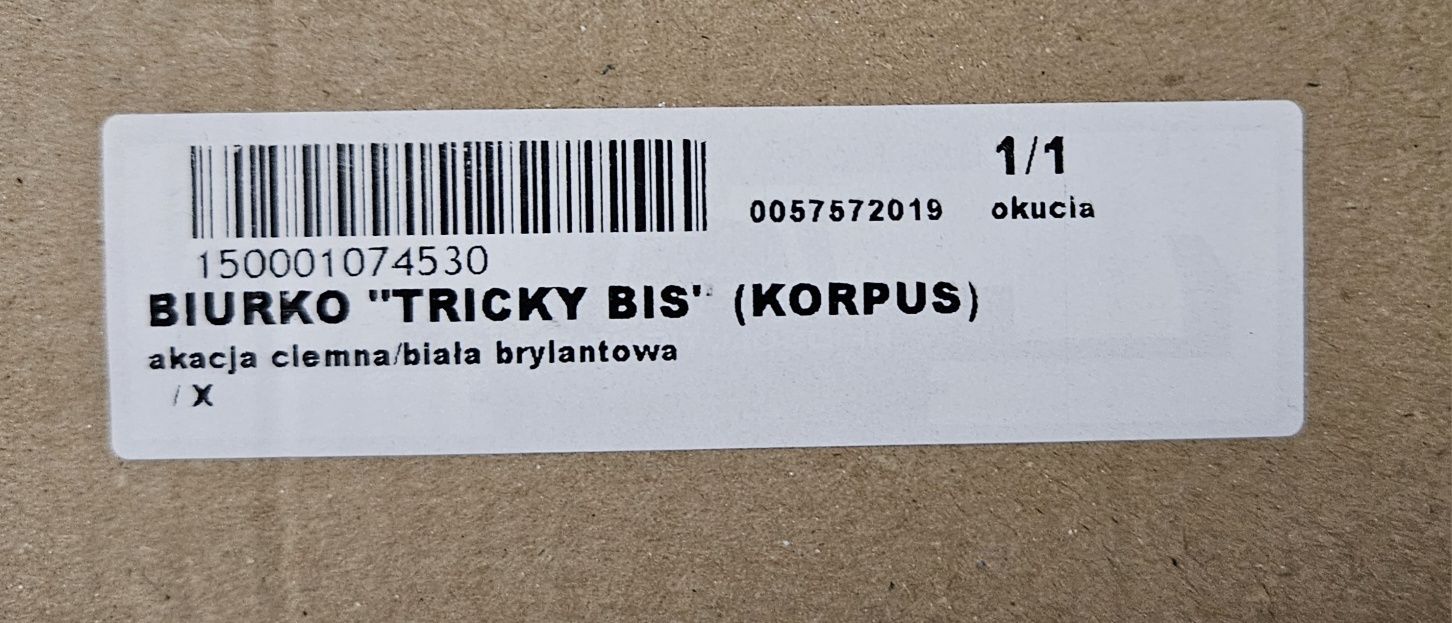 1/1
0057572019 okucia
150001074530
BIURKO "TRICKY BIS" (KORPUS)
akacja ciemna/biała brylantowa
/ X